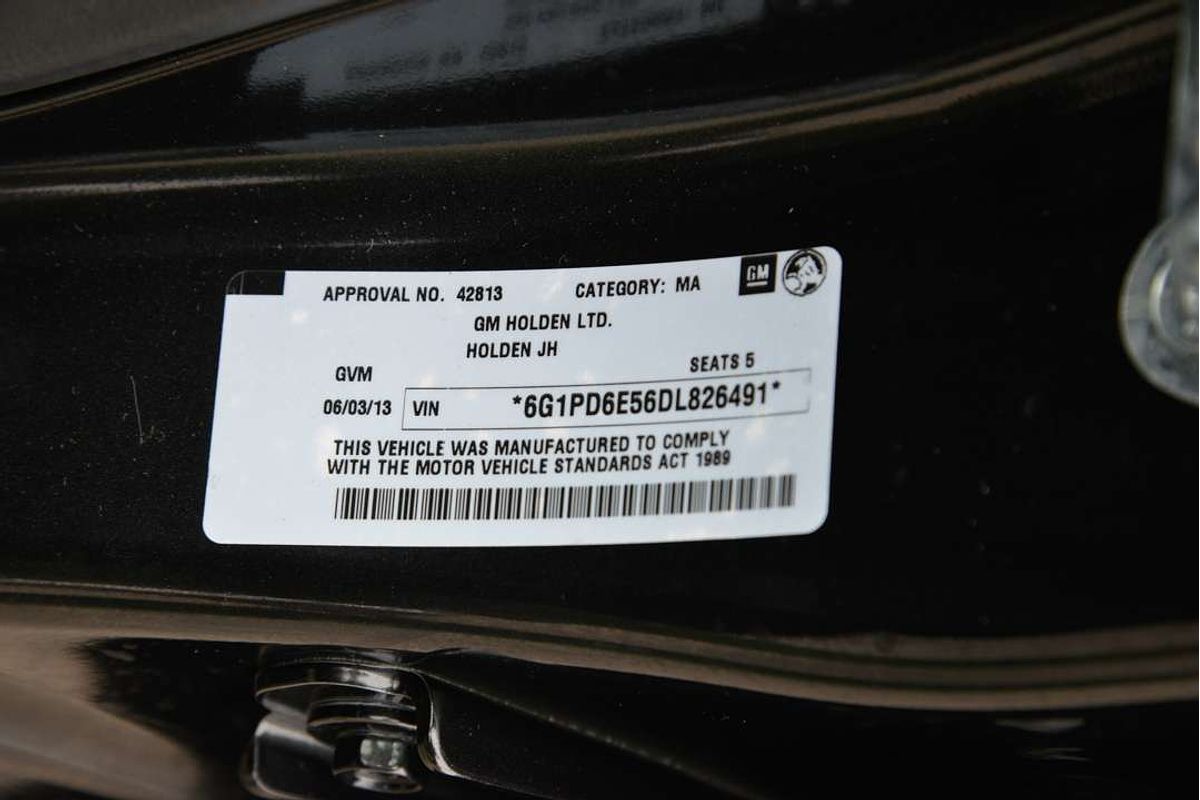 APPROVAL NO. 42813 CATEGORY: MA GM
GM HOLDEN LTD.
HOLDEN JH
GVM SEATS 5
06/03/13 VIN *6G1PD6E56DL826491*
THIS VEHICLE WAS MANUFACTURED TO COMPLY
WITH THE MOTOR VEHICLE STANDARDS ACT 1989